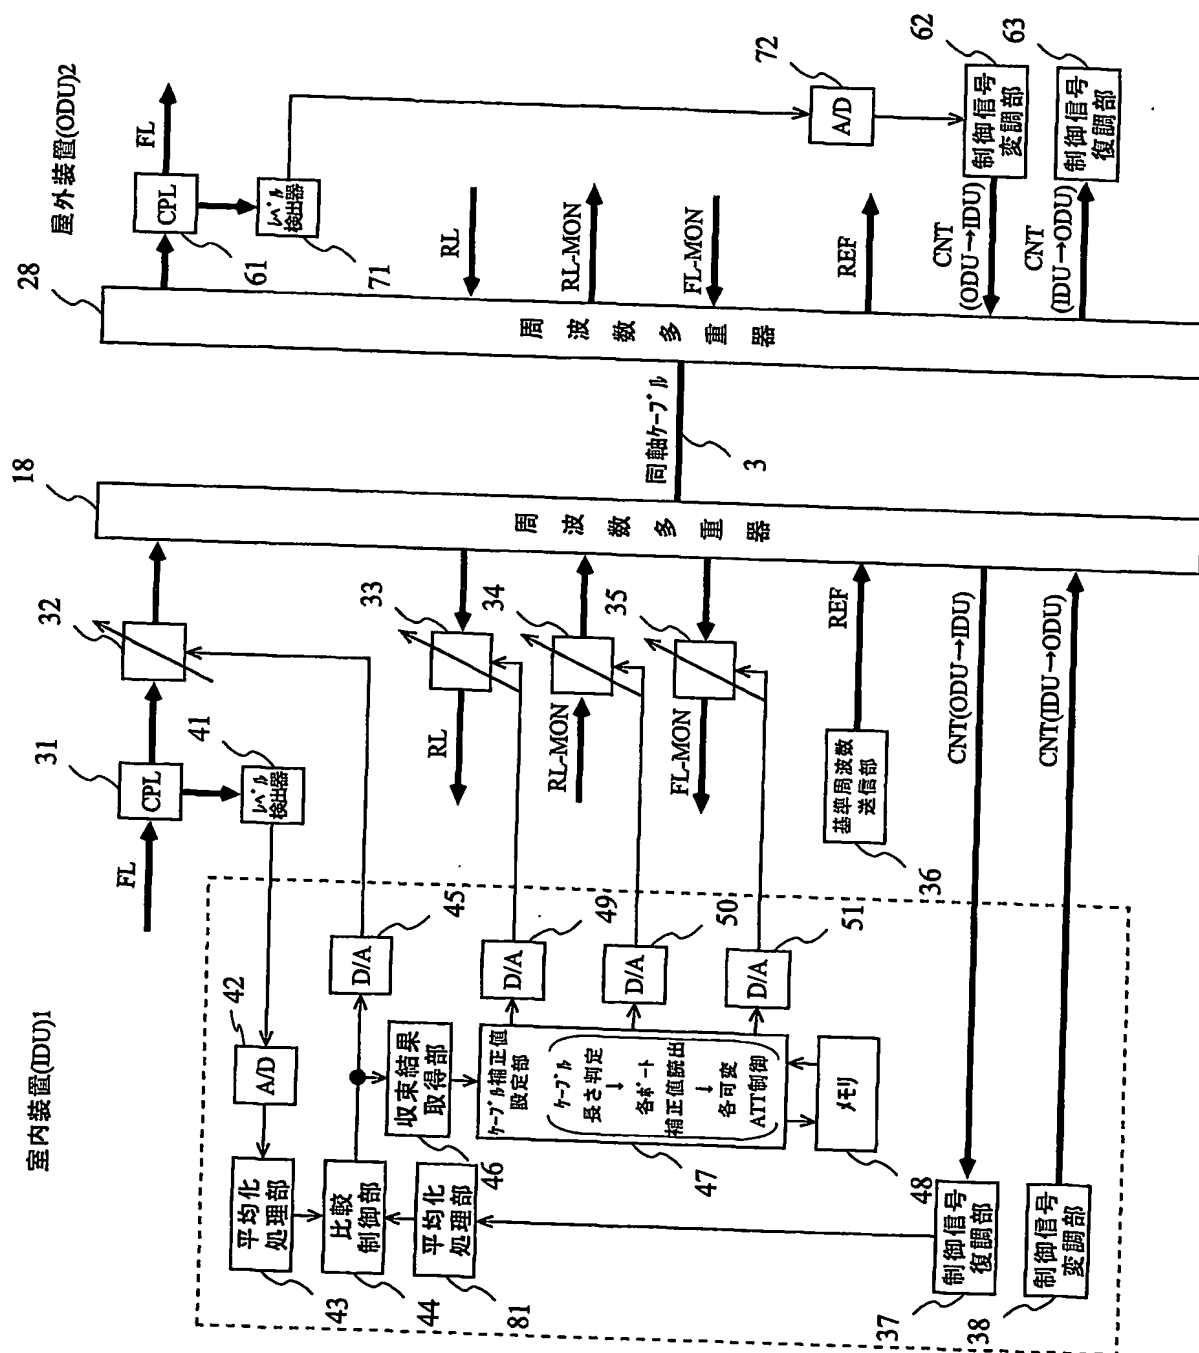 室内装置(IDU)1
屋外装置(ODU)2
FL
CPL
31
レベル
検出器
41
32
18
周波数多重器
同軸ケーブル
3
28
周波数多重器
CPL
61
FL
レベル
検出器
71
A/D
72
制御信号
変調部
62
制御信号
復調部
63
RL
RL-MON
FL-MON
REF
CNT
(ODU→IDU)
CNT
(IDU→ODU)
33
RL
34
RL-MON
35
FL-MON
基準周波数
送信部
36
REF
CNT(ODU→IDU)
CNT(IDU→ODU)
A/D
42
平均化
処理部
43
比較
制御部
44
平均化
処理部
81
D/A
45
収束結果
取得部
46
ケーブル補正値
設定部
ケーブル
長さ判定
↓
各ポート
補正値読出
↓
各可変
ATT制御
47
メモリ
48
D/A
49
D/A
50
D/A
51
制御信号
復調部
37
制御信号
変調部
38